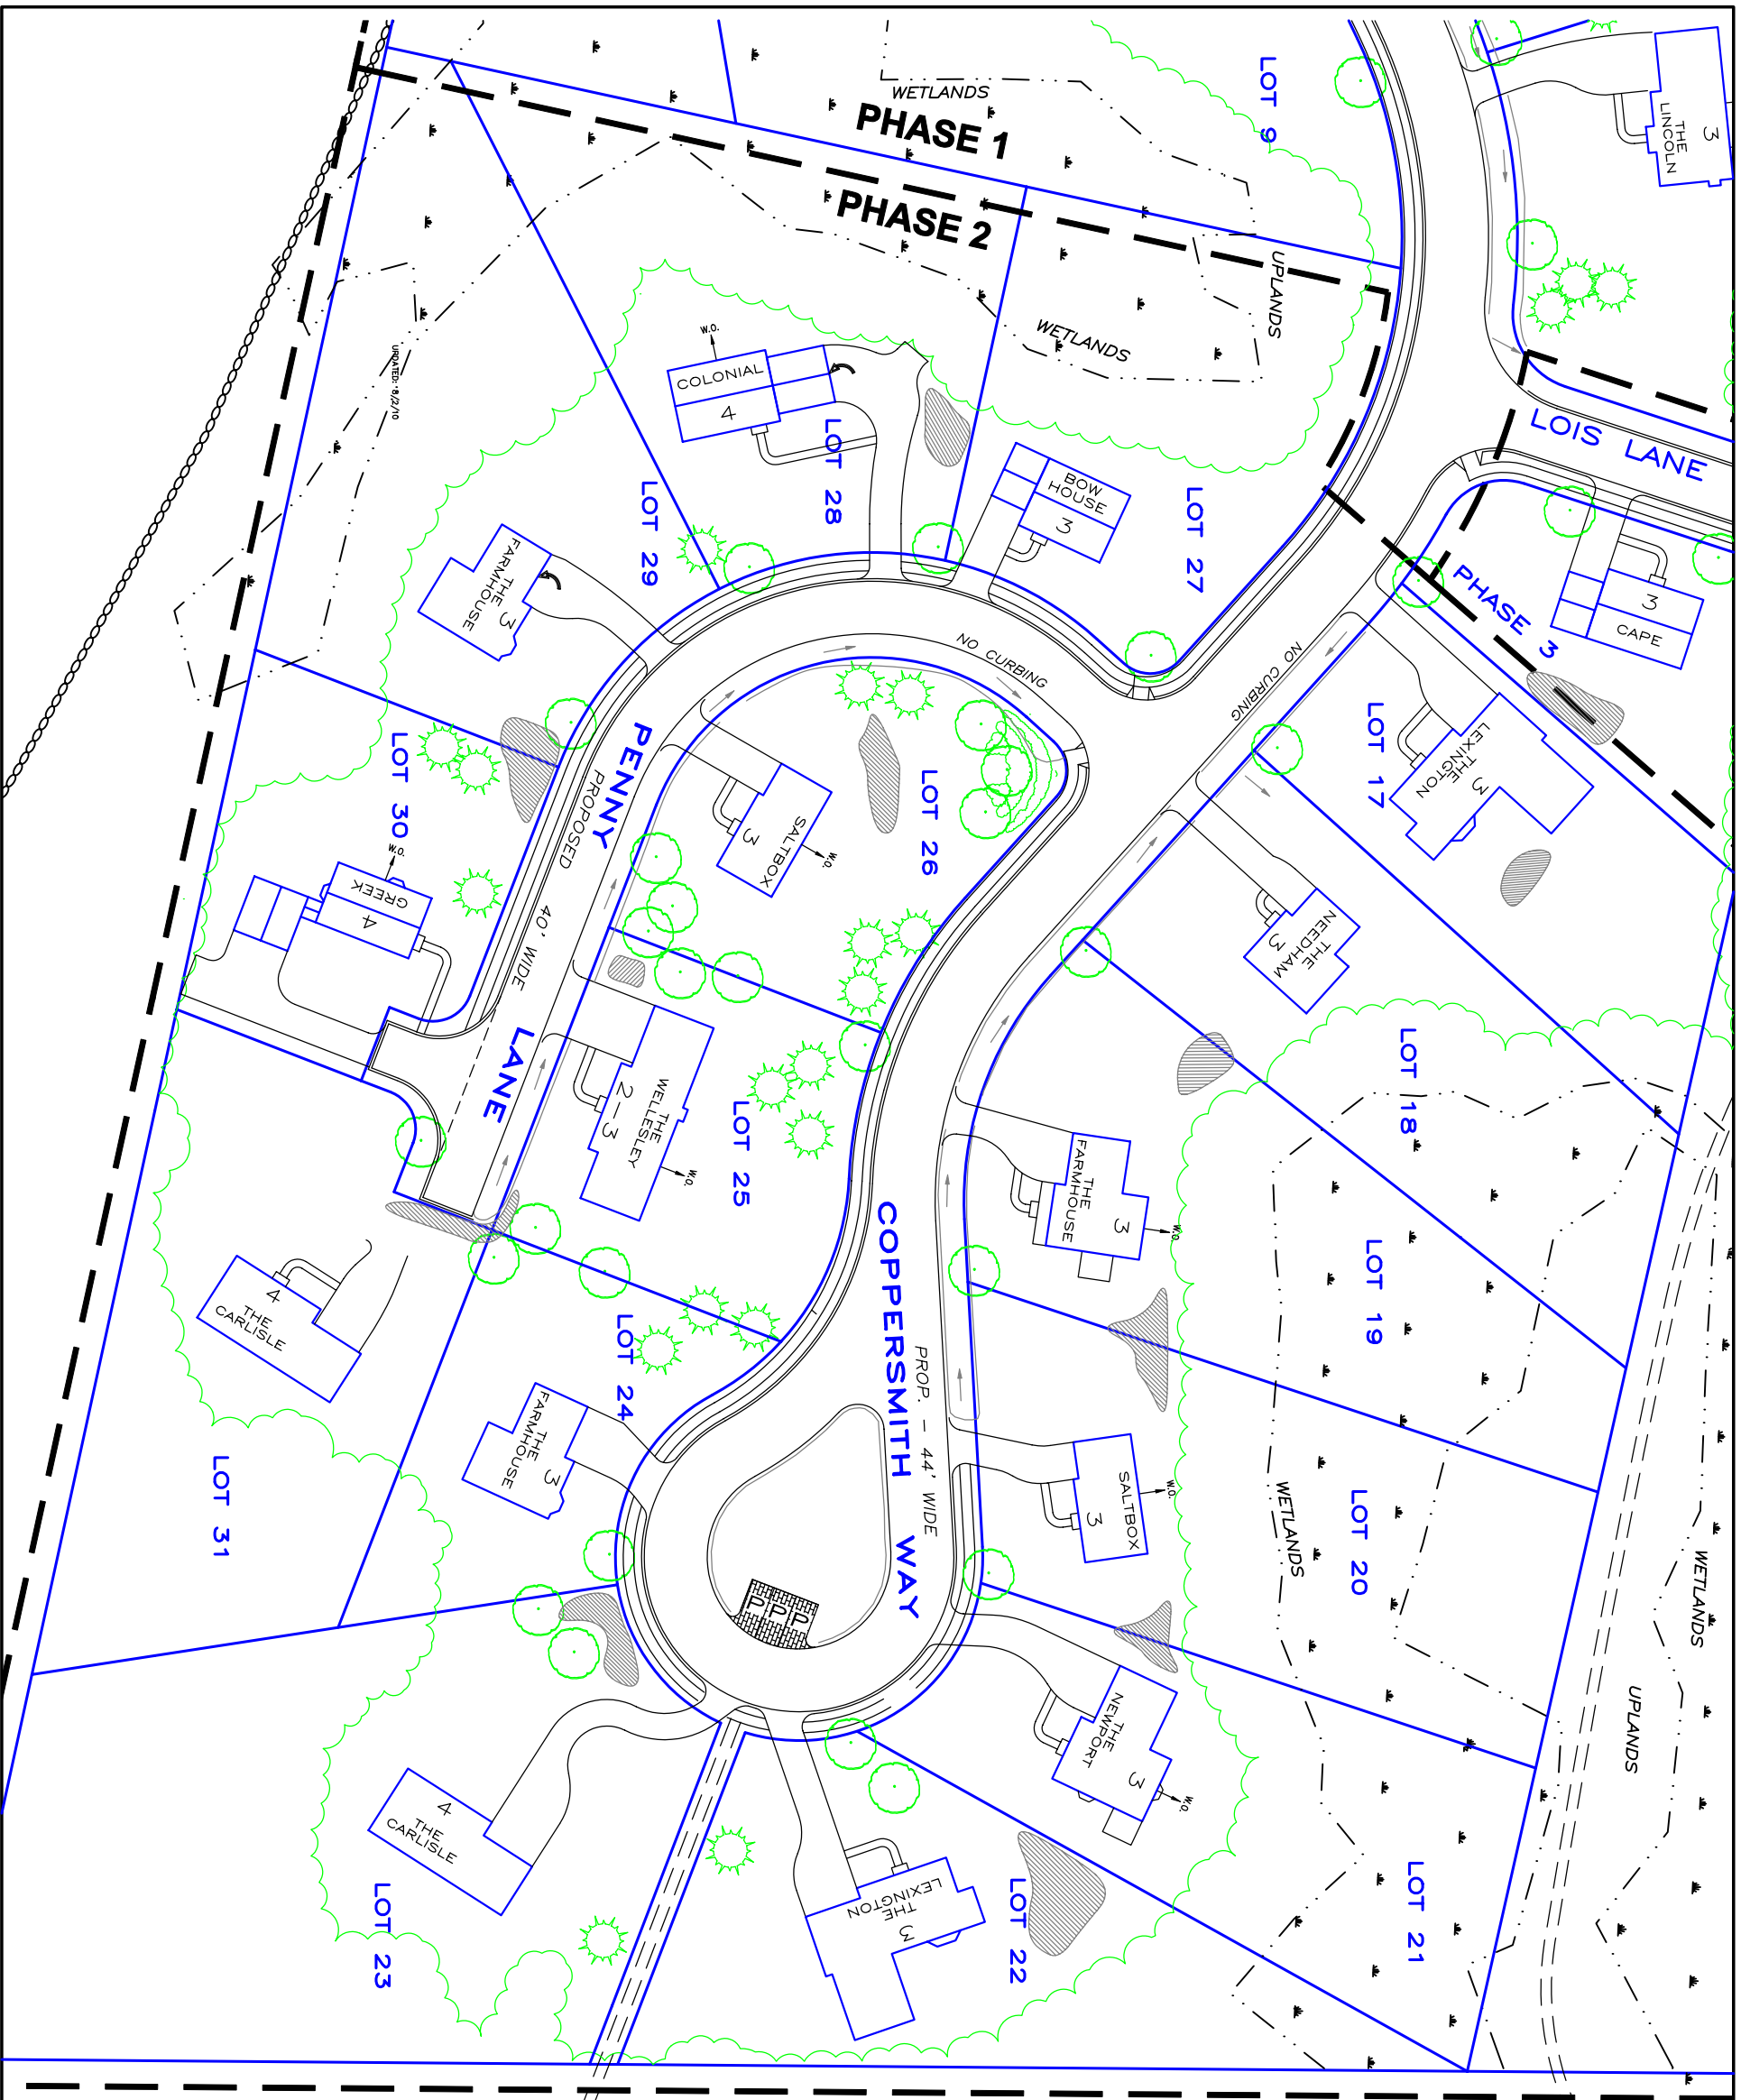 LOT 9
3
THE
LINCOLN
WETLANDS
PHASE 1
PHASE 2
UPLANDS
WETLANDS
LOIS LANE
UPDATED: 8/2/10
W.O.
COLONIAL
4
LOT 28
BOW
HOUSE
3
LOT 27
LOT 29
THE
FARMHOUSE
3
PHASE 3
3
CAPE
NO CURBING
NO CURBING
LOT 17
THE
LEXINGTON
3
LOT 30
W.O.
GREEK
4
PENNY
LANE
PROPOSED 40' WIDE
SALTBOX
3
W.O.
LOT 26
THE
NEEDHAM
3
LOT 18
THE
WELLESLEY
2-3
W.O.
LOT 25
THE
FARMHOUSE
3
W.O.
LOT 19
COPPERSMITH WAY
PROP. - 44' WIDE
4
THE
CARLISLE
LOT 24
THE
FARMHOUSE
3
LOT 31
SALTBOX
3
W.O.
WETLANDS
LOT 20
WETLANDS
UPLANDS
PPP
THE
NEWPORT
3
W.O.
LOT 21
4
THE
CARLISLE
LOT 23
THE
LEXINGTON
3
LOT 22